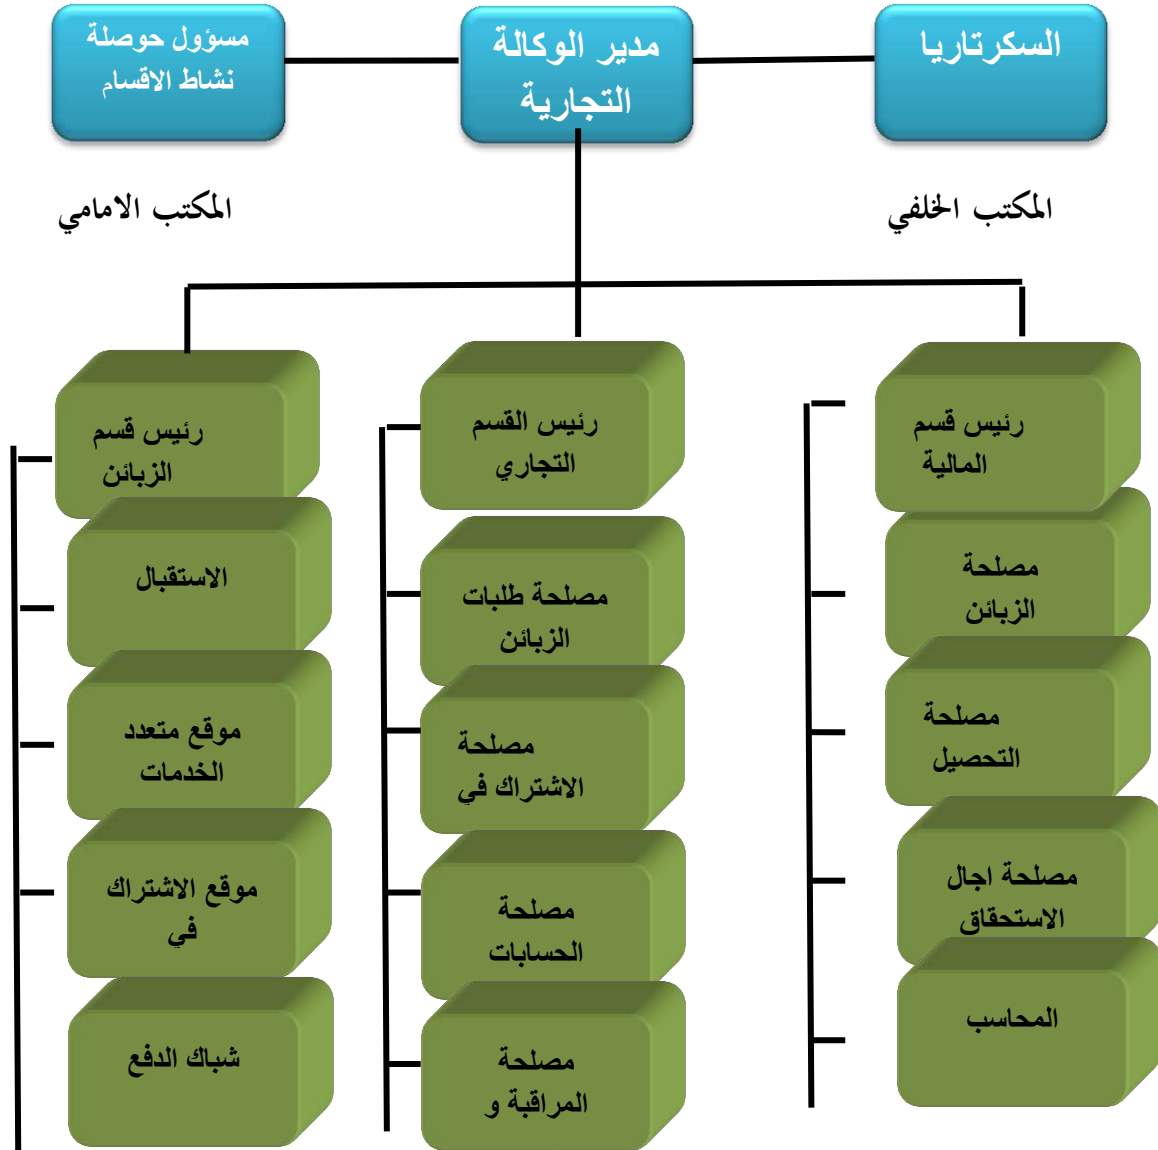 السكرتاريا
مدير الوكالة
التجارية
مسؤول حوصلة
نشاط الاقسام
المكتب الخلفي
المكتب الامامي
رئيس قسم
المالية
مصلحة
الزبائن
مصلحة
التحصيل
مصلحة اجال
الاستحقاق
المحاسب
رئيس القسم
التجاري
مصلحة طلبات
الزبائن
مصلحة
الاشتراك في
مصلحة
الحسابات
مصلحة
المراقبة و
رئيس قسم
الزبائن
الاستقبال
موقع متعدد
الخدمات
موقع الاشتراك
في
شباك الدفع